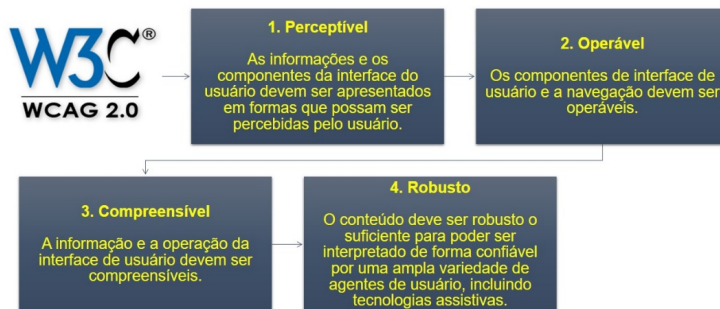 W3C®
WCAG 2.0
1. Perceptível
As informações e os
componentes da interface do
usuário devem ser apresentados
em formas que possam ser
percebidas pelo usuário.
2. Operável
Os componentes de interface de
usuário e a navegação devem ser
operáveis.
3. Compreensível
A informação e a operação da
interface de usuário devem ser
compreensíveis.
4. Robusto
O conteúdo deve ser robusto o
suficiente para poder ser
interpretado de forma confiável
por uma ampla variedade de
agentes de usuário, incluindo
tecnologias assistivas.